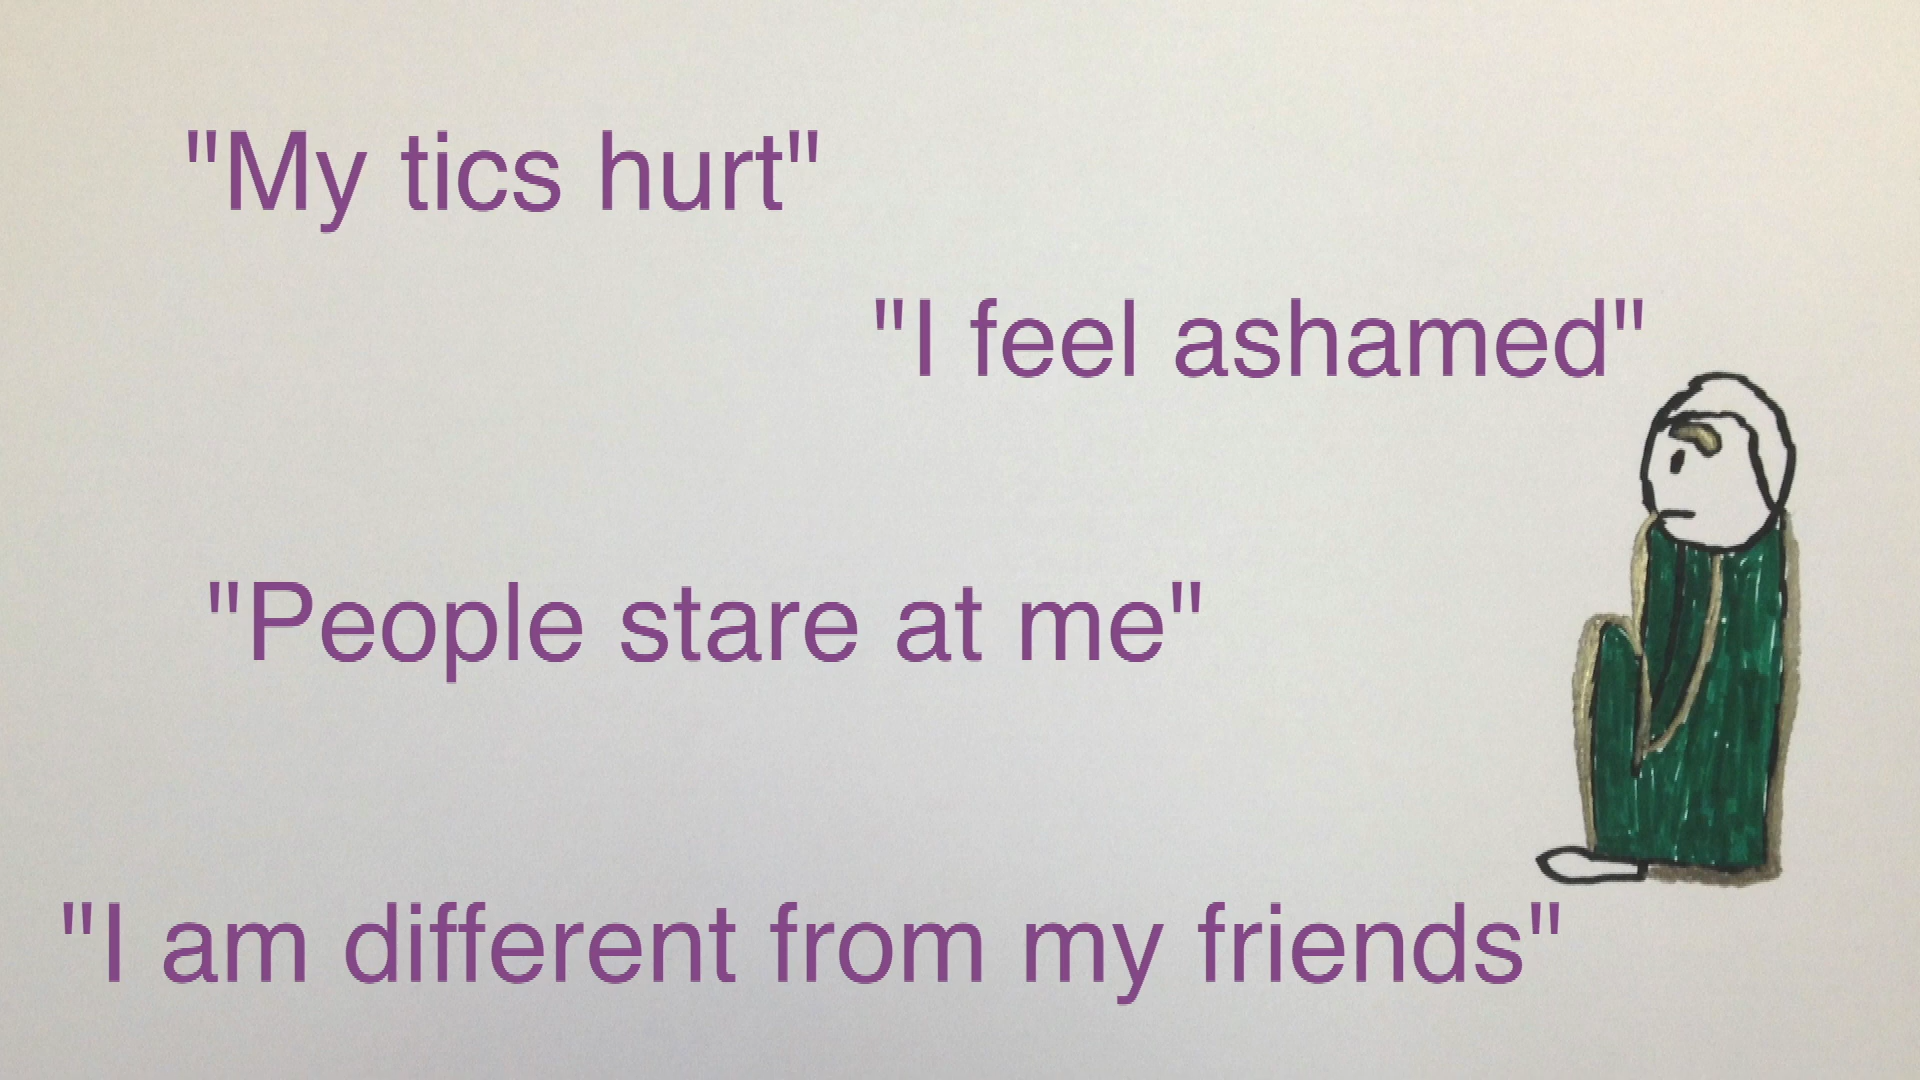 "My tics hurt"
"I feel ashamed"
"People stare at me"
"I am different from my friends"